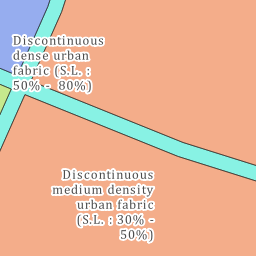 Discontinuous
dense urban
fabric (S.L. :
50% -  80%)
Discontinuous
medium density
urban fabric
(S.L. : 30% -
50%)